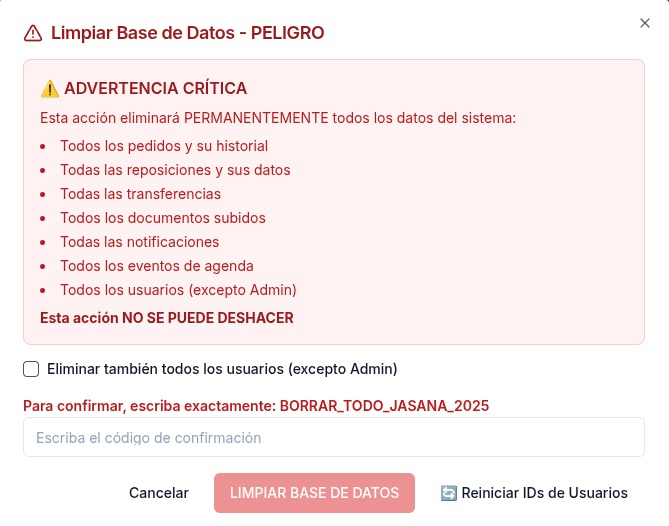 Limpiar Base de Datos - PELIGRO
⚠️ ADVERTENCIA CRÍTICA
Esta acción eliminará PERMANENTEMENTE todos los datos del sistema:
• Todos los pedidos y su historial
• Todas las reposiciones y sus datos
• Todas las transferencias
• Todos los documentos subidos
• Todas las notificaciones
• Todos los eventos de agenda
• Todos los usuarios (excepto Admin)
Esta acción NO SE PUEDE DESHACER
Eliminar también todos los usuarios (excepto Admin)
Para confirmar, escriba exactamente: BORRAR_TODO_JASANA_2025
Escriba el código de confirmación
Cancelar LIMPIAR BASE DE DATOS 🔄 Reiniciar IDs de Usuarios